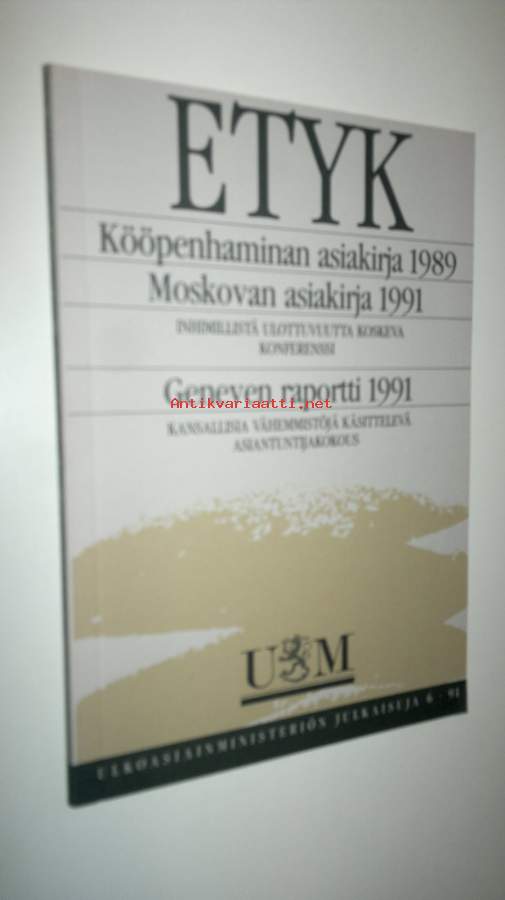 ETYK
Kööpenhaminan asiakirja 1989
Moskovan asiakirja 1991
INHIMILLISTÄ ULOTTUVUUTTA KOSKEVA
KONFERENSSI
Geneven raportti 1991
Antikvariaatti.net
KANSALLISIA VÄHEMMISTÖJÄ KÄSITTELEVÄ
ASIANTUNTIJAKOKOUS
UM
ULKOASIAINMINISTERIÖN JULKAISUJA 6 · 91